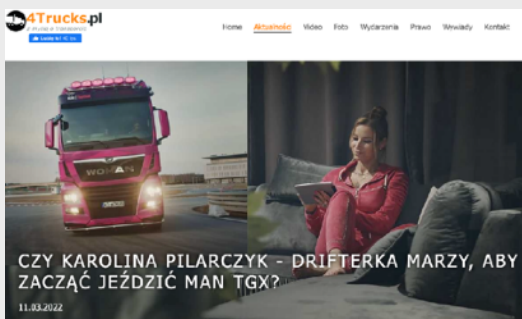 4Trucks.pl
Home Aktualności Video Foto Wydarzenia Prawo Wywiady Kontakt
WOMAN
CZY KAROLINA PILARCZYK - DRIFTERKA MARZY, ABY
ZACZĄĆ JEŹDZIĆ MAN TGX?
11.03.2022